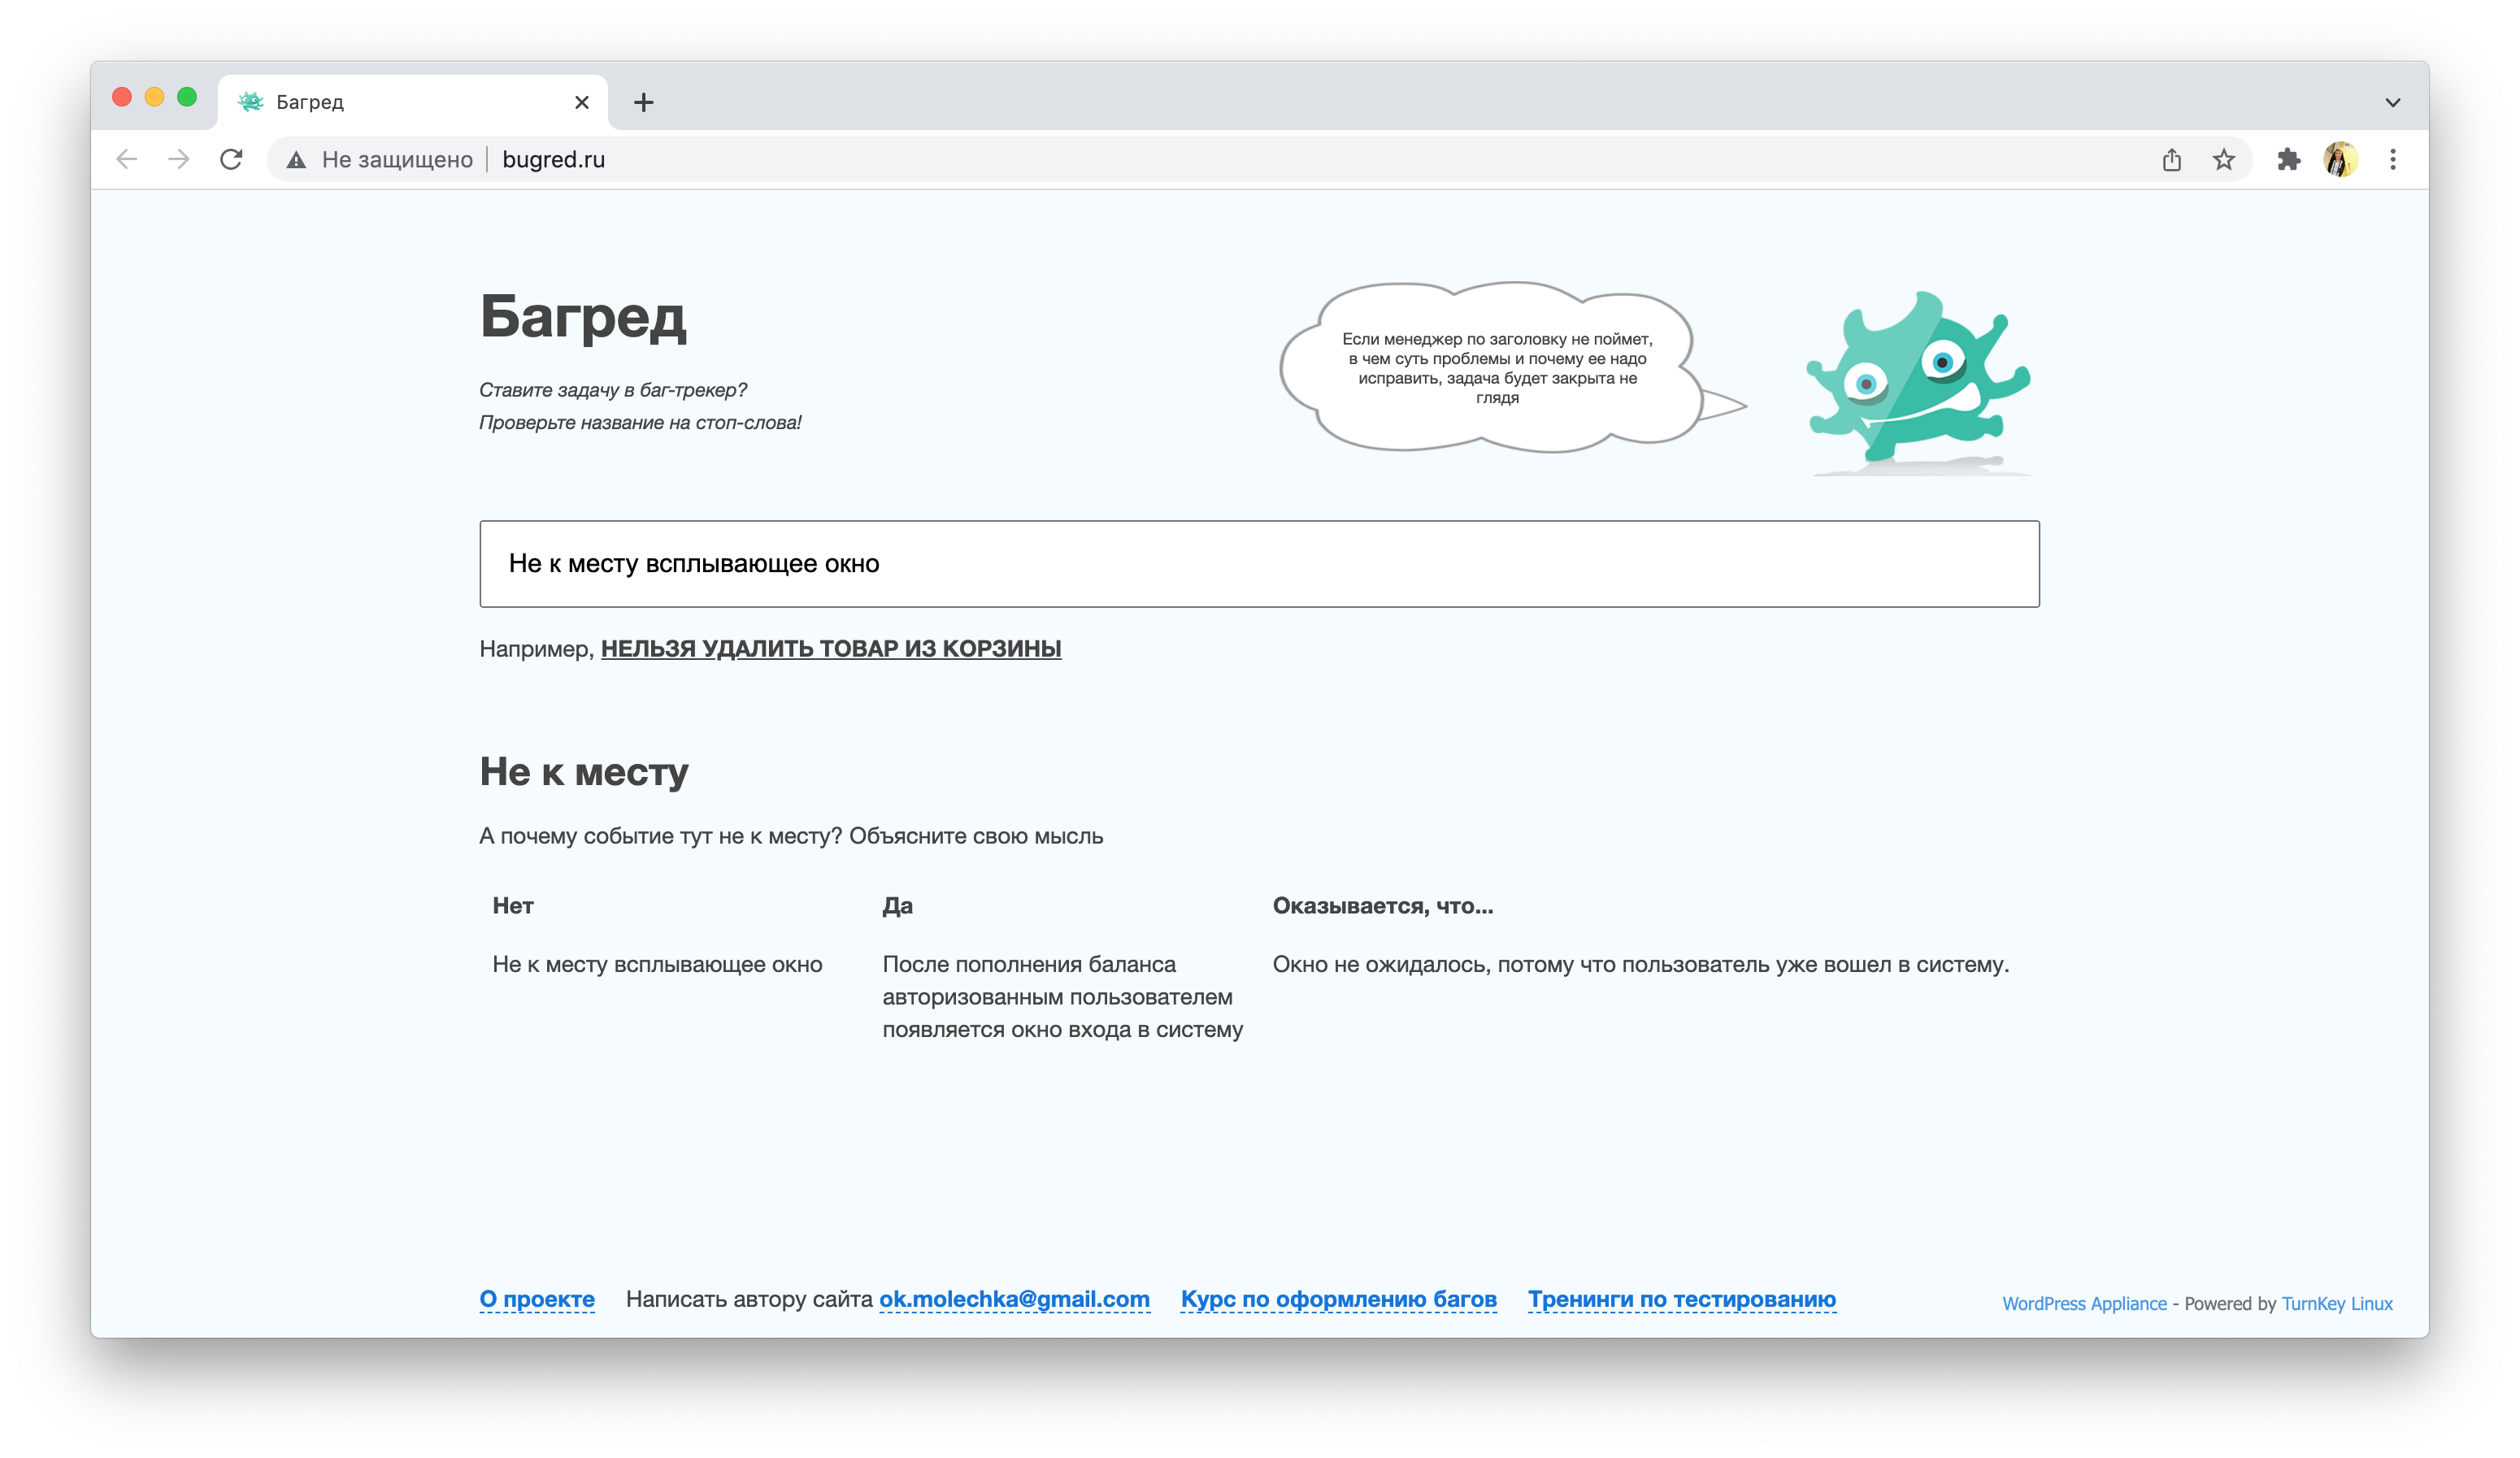 Багред
Не защищено
bugred.ru
Багред
Ставите задачу в баг-трекер?
Проверьте название на стоп-слова!
Если менеджер по заголовку не поймет,
в чем суть проблемы и почему ее надо
исправить, задача будет закрыта не
глядя
Не к месту всплывающее окно
Например, НЕЛЬЗЯ УДАЛИТЬ ТОВАР ИЗ КОРЗИНЫ
Не к месту
А почему событие тут не к месту? Объясните свою мысль
Нет
Да
Оказывается, что...
Не к месту всплывающее окно
После пополнения баланса
авторизованным пользователем
появляется окно входа в систему
Окно не ожидалось, потому что пользователь уже вошел в систему.
О проекте
Написать автору сайта ok.molechka@gmail.com
Курс по оформлению багов
Тренинги по тестированию
WordPress Appliance - Powered by TurnKey Linux